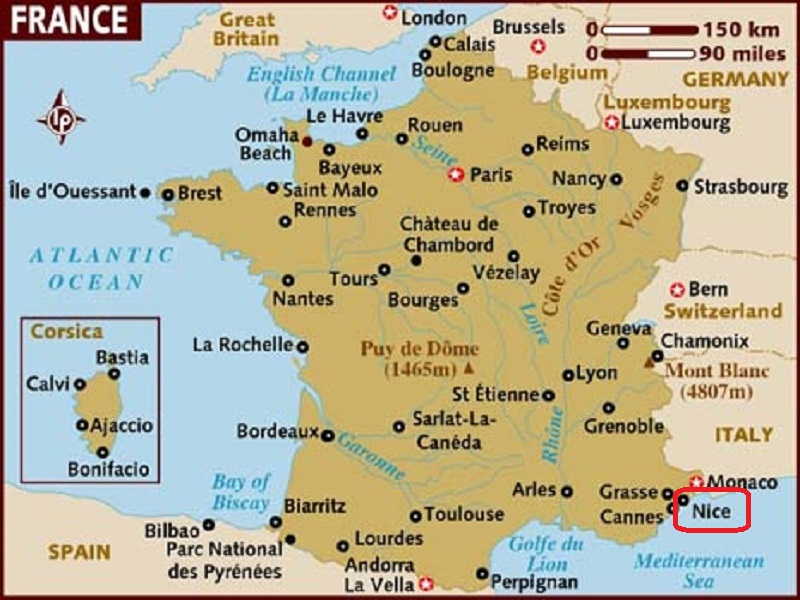 FRANCE
Great
Britain
London
Brussels
0 150 km
0 90 miles
Calais
Boulogne
Belgium
GERMANY
English Channel
(La Manche)
Luxembourg
Luxembourg
LP
Le Havre
Rouen
Omaha
Beach
Bayeux
Seine
Reims
Paris
Nancy
Île d'Ouessant
Brest
Saint Malo
Strasbourg
Rennes
Troyes
Vosges
Château de
Chambord
ATLANTIC
OCEAN
Tours
Vézelay
Côte d'Or
Nantes
Bourges
Bern
Switzerland
Loire
Corsica
Bastia
Calvi
Ajaccio
Bonifacio
La Rochelle
Puy de Dôme
(1465m)
Geneva
Chamonix
Lyon
Mont Blanc
(4807m)
St Étienne
Grenoble
Sarlat-La-
Canéda
Bordeaux
Garonne
Rhône
ITALY
Bay of
Biscay
Biarritz
Arles
Grasse
Monaco
Cannes
Nice
Bilbao
Toulouse
SPAIN
Parc National
des Pyrénées
Lourdes
Golfe du
Lion
Mediterranean
Sea
Andorra
La Vella
Perpignan